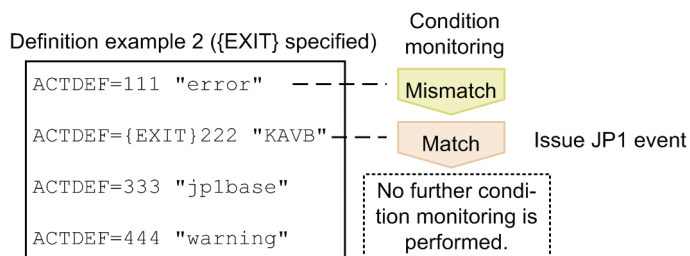 Definition example 2 ({EXIT} specified)
Condition
monitoring
ACTDEF=111 "error"
Mismatch
ACTDEF={EXIT}222 "KAVB"
Match
Issue JP1 event
ACTDEF=333 "jp1base"
ACTDEF=444 "warning"
No further condi-
tion monitoring is
performed.